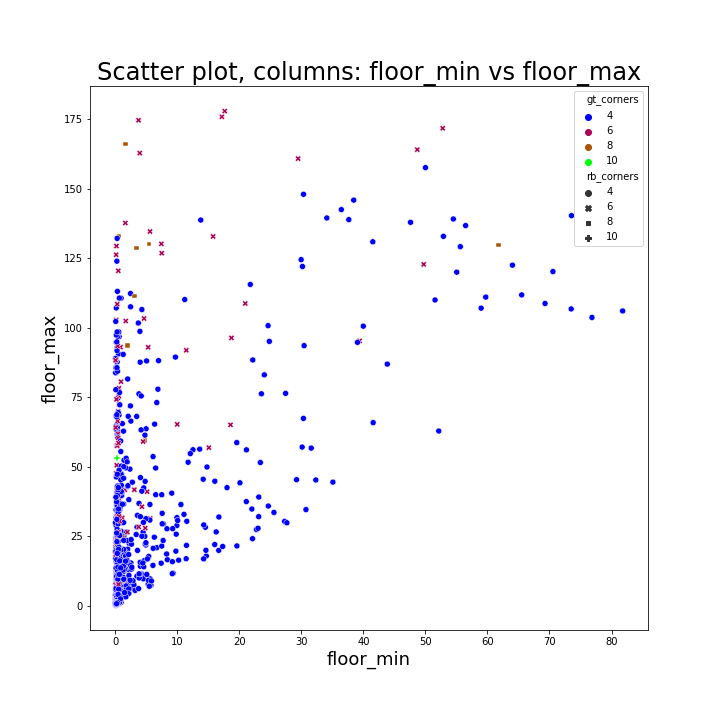 Scatter plot, columns: floor_min vs floor_max
gt_corners
4
6
8
10
rb_corners
4
6
8
10
175
150
125
100
75
50
25
0
floor_max
0 10 20 30 40 50 60 70 80
floor_min